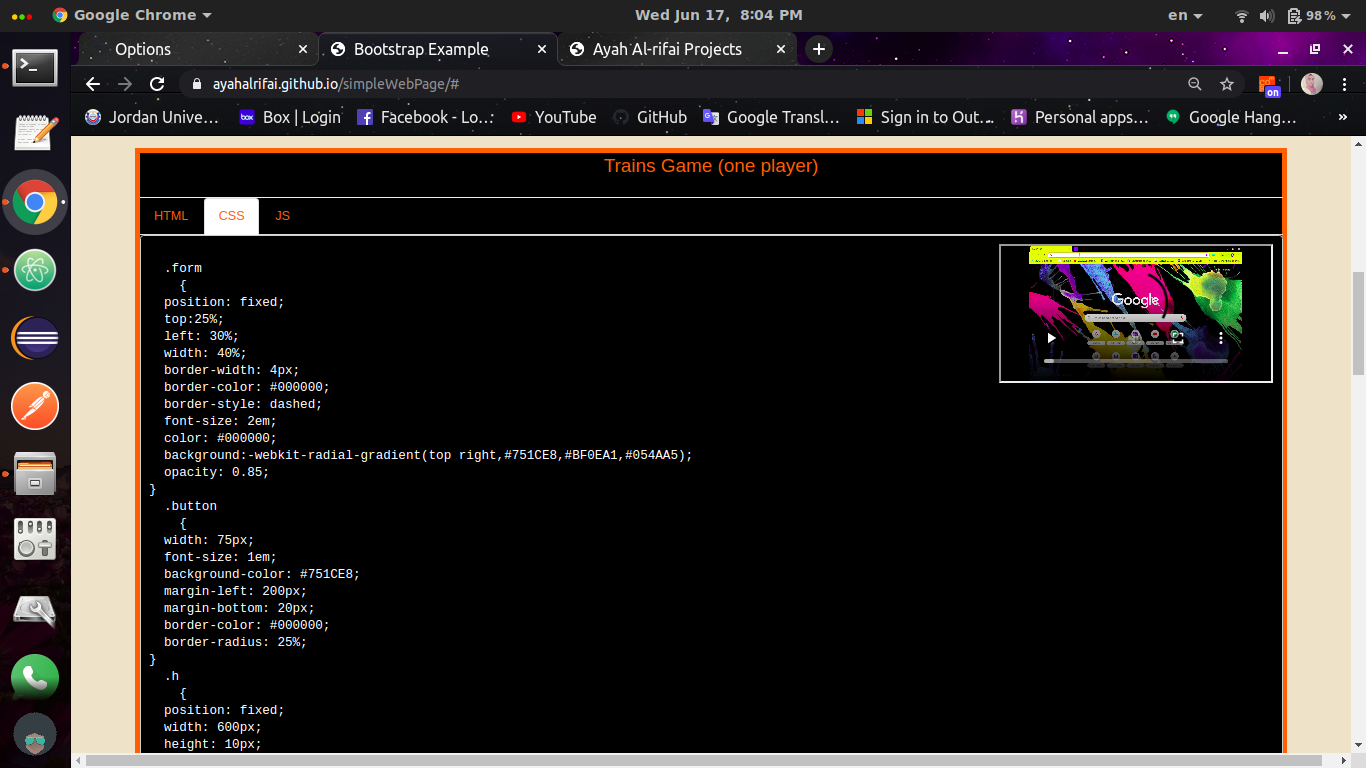 Google Chrome
Wed Jun 17, 8:04 PM
en
98%
Options
Bootstrap Example
Ayah Al-rifai Projects
ayahalrifai.github.io/simpleWebPage/#
on
Jordan Unive...
box
Box | Login
Facebook - Lo...
YouTube
GitHub
Google Transl...
Sign in to Out...
Personal apps...
Google Hang...
»
Trains Game (one player)
HTML
CSS
JS
.form
{
position: fixed;
top:25%;
left: 30%;
width: 40%;
border-width: 4px;
border-color: #000000;
border-style: dashed;
font-size: 2em;
color: #000000;
background:-webkit-radial-gradient(top right,#751CE8,#BF0EA1,#054AA5);
opacity: 0.85;
}
.button
{
width: 75px;
font-size: 1em;
background-color: #751CE8;
margin-left: 200px;
margin-bottom: 20px;
border-color: #000000;
border-radius: 25%;
}
.h
{
position: fixed;
width: 600px;
height: 10px;
Google